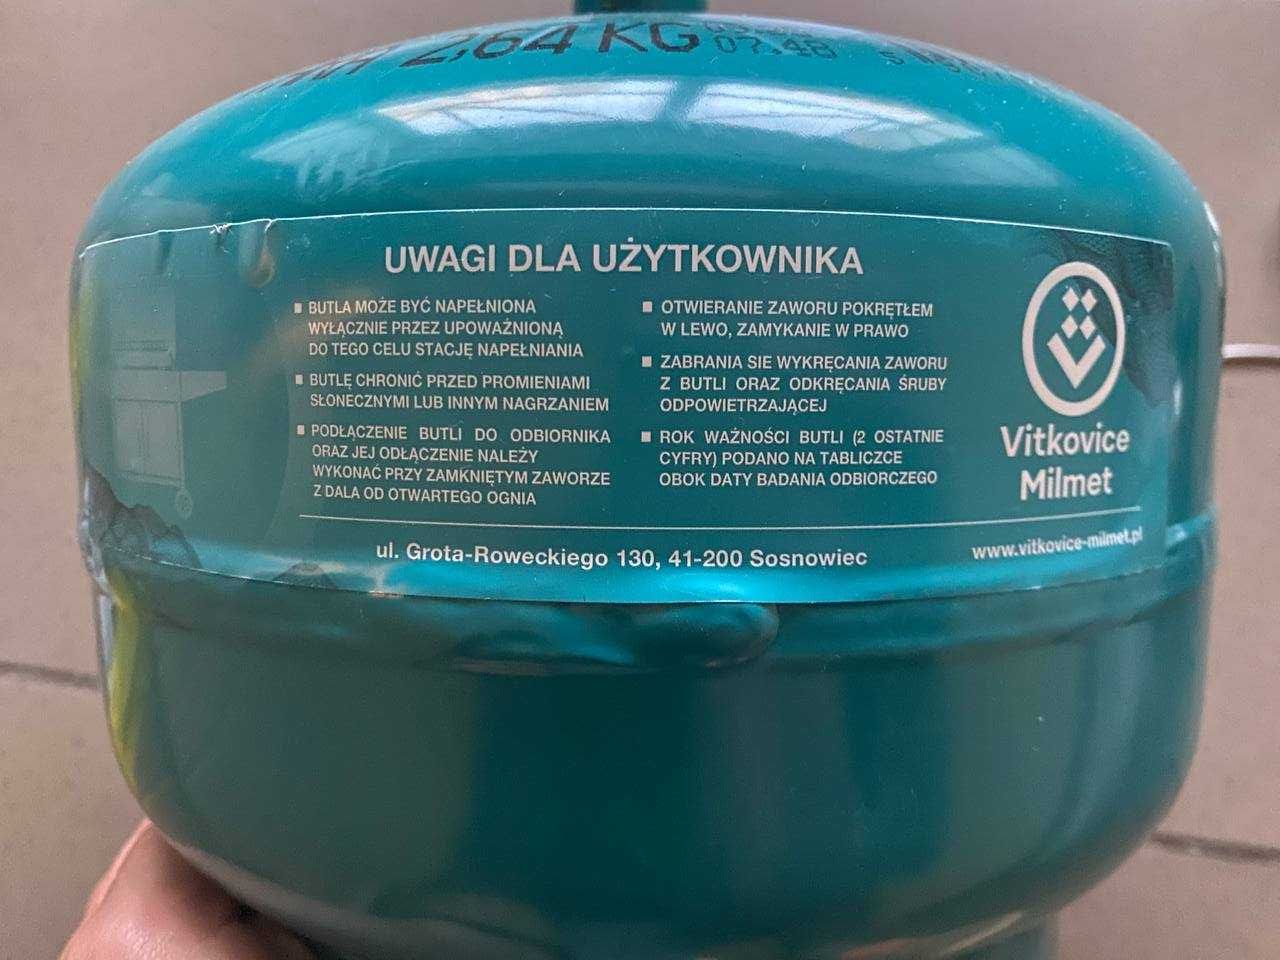 2,64 KG
07.48
UWAGI DLA UŻYTKOWNIKA
▪ BUTLA MOŻE BYĆ NAPEŁNIONA
WYŁĄCZNIE PRZEZ UPOWAŻNIONĄ
DO TEGO CELU STACJĘ NAPEŁNIANIA
▪ BUTLĘ CHRONIĆ PRZED PROMIENIAMI
SŁONECZNYMI LUB INNYM NAGRZANIEM
▪ PODŁĄCZENIE BUTLI DO ODBIORNIKA
ORAZ JEJ ODŁĄCZENIE NALEŻY
WYKONAĆ PRZY ZAMKNIĘTYM ZAWORZE
Z DALA OD OTWARTEGO OGNIA
▪ OTWIERANIE ZAWORU POKRĘTŁEM
W LEWO, ZAMYKANIE W PRAWO
▪ ZABRANIA SIE WYKRĘCANIA ZAWORU
Z BUTLI ORAZ ODKRĘCANIA ŚRUBY
ODPOWIETRZAJĄCEJ
▪ ROK WAŻNOŚCI BUTLI (2 OSTATNIE
CYFRY) PODANO NA TABLICZCE
OBOK DATY BADANIA ODBIORCZEGO
Vitkovice
Milmet
ul. Grota-Roweckiego 130, 41-200 Sosnowiec
www.vitkovice-milmet.pl